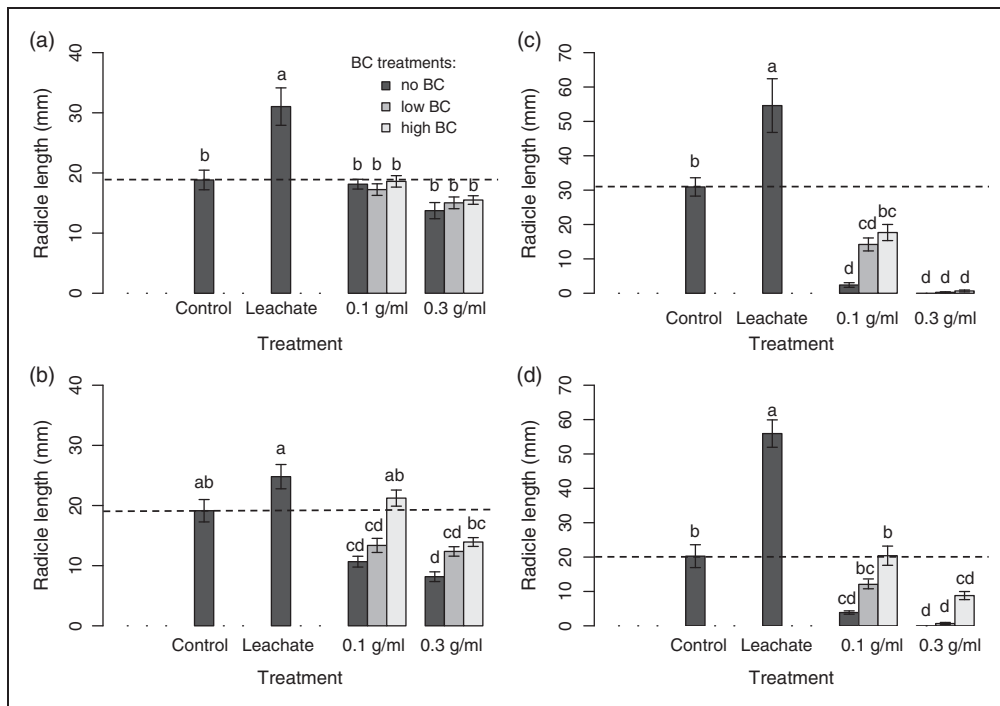 (a)
Radicle length (mm)
40
30
20
10
0
BC treatments:
no BC
low BC
high BC
b
a
b b b
b b b
Control Leachate 0.1 g/ml 0.3 g/ml
Treatment
(c)
Radicle length (mm)
70
60
50
40
30
20
10
0
b
a
d cd bc
d d d
Control Leachate 0.1 g/ml 0.3 g/ml
Treatment
(b)
Radicle length (mm)
40
30
20
10
0
ab
a
cd cd ab
d cd bc
Control Leachate 0.1 g/ml 0.3 g/ml
Treatment
(d)
Radicle length (mm)
70
60
50
40
30
20
10
0
b
a
cd bc b
d d cd
Control Leachate 0.1 g/ml 0.3 g/ml
Treatment